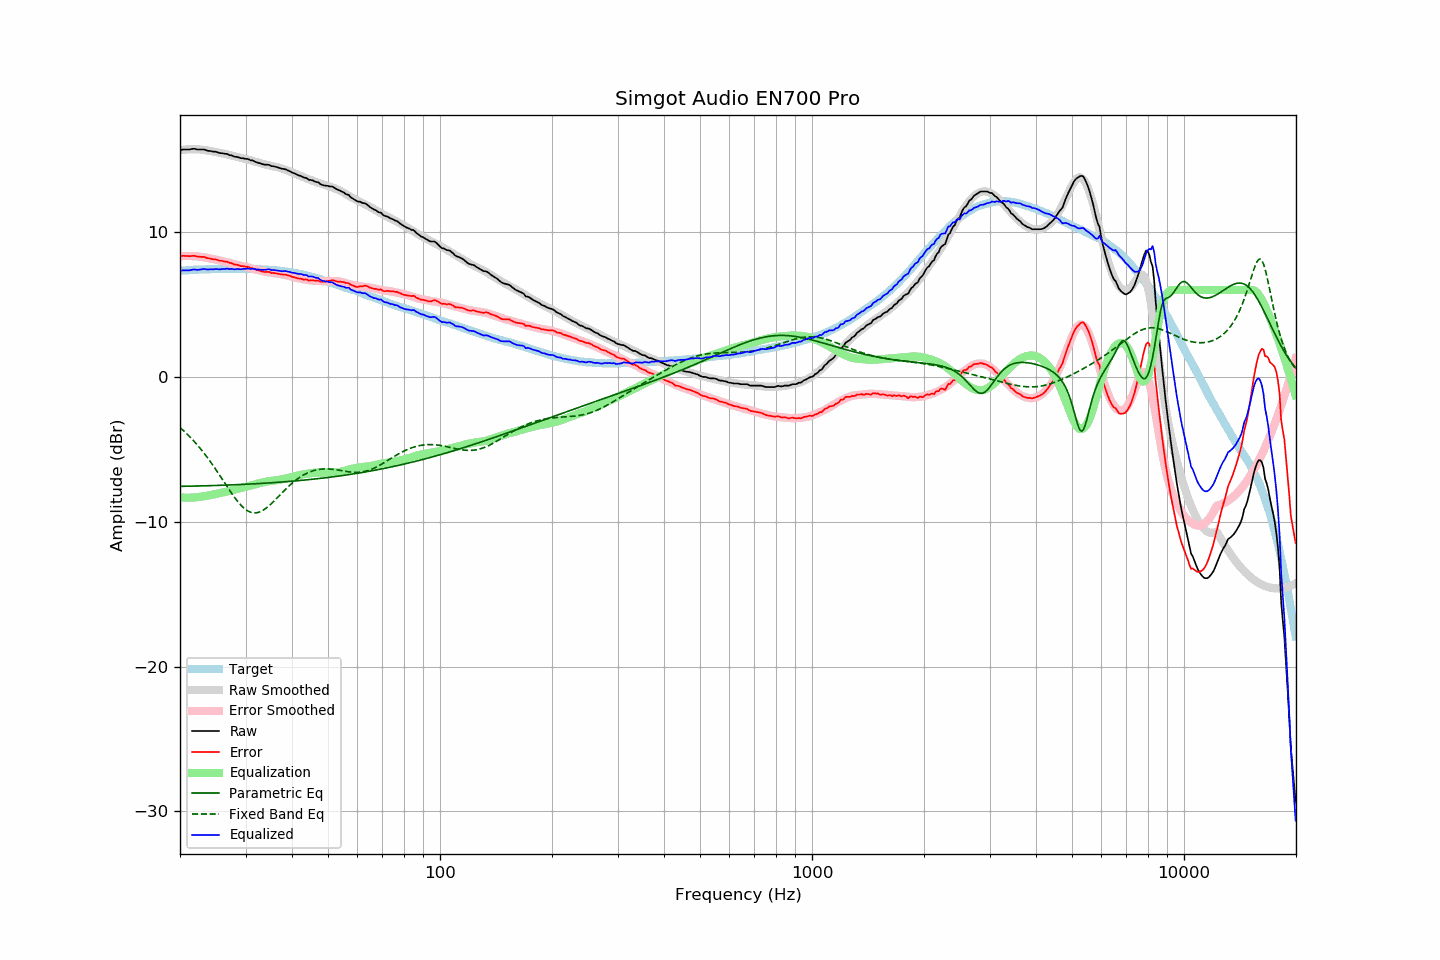 Simgot Audio EN700 Pro
Amplitude (dBr)
10
0
−10
−20
−30
Target
Raw Smoothed
Error Smoothed
Raw
Error
Equalization
Parametric Eq
Fixed Band Eq
Equalized
100
1000
10000
Frequency (Hz)